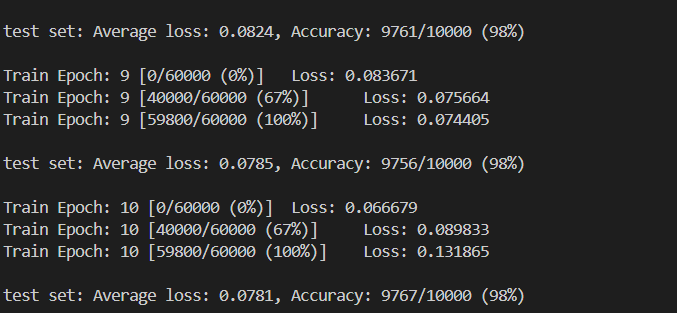 test set: Average loss: 0.0824, Accuracy: 9761/10000 (98%)
Train Epoch: 9 [0/60000 (0%)] Loss: 0.083671
Train Epoch: 9 [40000/60000 (67%)] Loss: 0.075664
Train Epoch: 9 [59800/60000 (100%)] Loss: 0.074405
test set: Average loss: 0.0785, Accuracy: 9756/10000 (98%)
Train Epoch: 10 [0/60000 (0%)] Loss: 0.066679
Train Epoch: 10 [40000/60000 (67%)] Loss: 0.089833
Train Epoch: 10 [59800/60000 (100%)] Loss: 0.131865
test set: Average loss: 0.0781, Accuracy: 9767/10000 (98%)